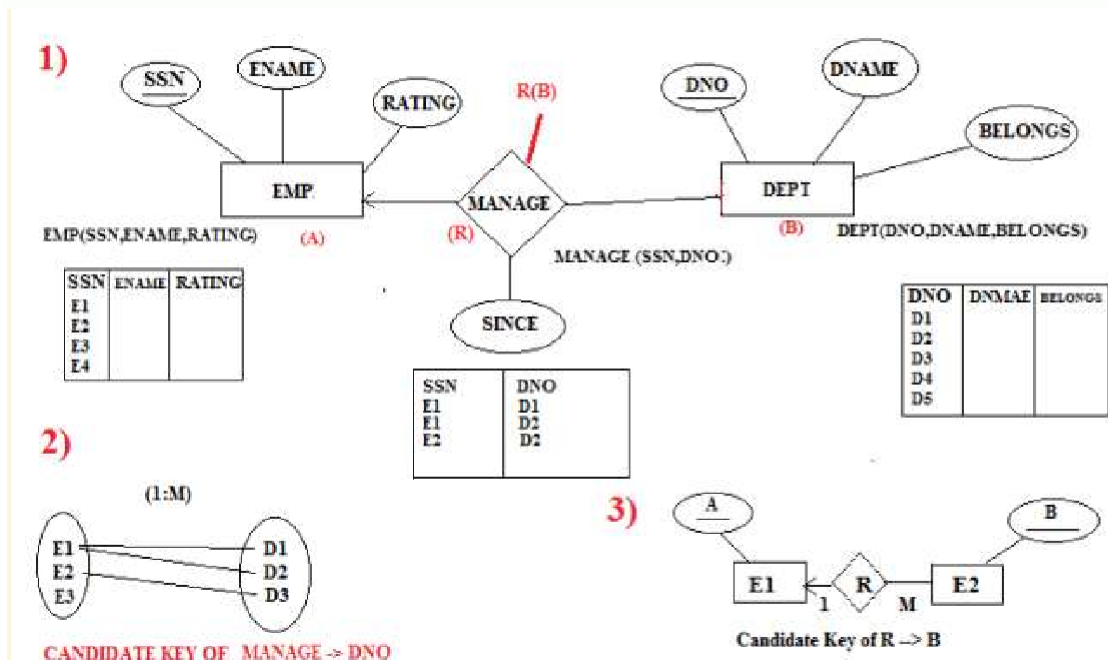 1)
SSN
ENAME
RATING
R(B)
DNO
DNAME
BELONGS
EMP
MANAGE
DEPT
EMP(SSN,ENAME,RATING)
(A)
(R)
(B)
DEPT(DNO,DNAME,BELONGS)
MANAGE (SSN,DNO:)
SINCE
SSN ENAME RATING
E1
E2
E3
E4
DNO DNMAE BELONGS
D1
D2
D3
D4
D5
SSN DNO
E1 D1
E1 D2
E2 D2
2)
(1:M)
E1 D1
E2 D2
E3 D3
CANDIDATE KEY OF MANAGE -> DNO
3)
A
B
E1 R E2
1 M
Candidate Key of R --> B